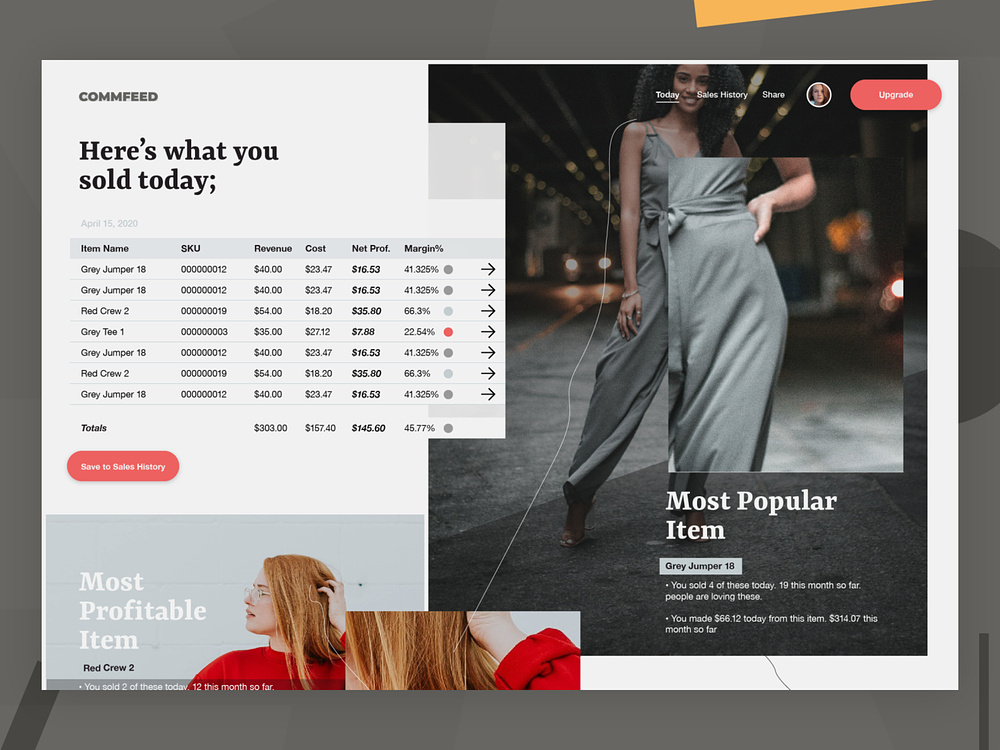 COMMFEED
Today Sales History Share Upgrade
Here's what you
sold today;
April 15, 2020
Item Name SKU Revenue Cost Net Prof. Margin%
Grey Jumper 18 000000012 $40.00 $23.47 $16.53 41.325%
Grey Jumper 18 000000012 $40.00 $23.47 $16.53 41.325%
Red Crew 2 000000019 $54.00 $18.20 $35.80 66.3%
Grey Tee 1 000000003 $35.00 $27.12 $7.88 22.54%
Grey Jumper 18 000000012 $40.00 $23.47 $16.53 41.325%
Red Crew 2 000000019 $54.00 $18.20 $35.80 66.3%
Grey Jumper 18 000000012 $40.00 $23.47 $16.53 41.325%
Totals $303.00 $157.40 $145.60 45.77%
Save to Sales History
Most Popular
Item
Grey Jumper 18
• You sold 4 of these today. 19 this month so far.
people are loving these.
• You made $66.12 today from this item. $314.07 this
month so far
Most
Profitable
Item
Red Crew 2
• You sold 2 of these today. 12 this month so far.